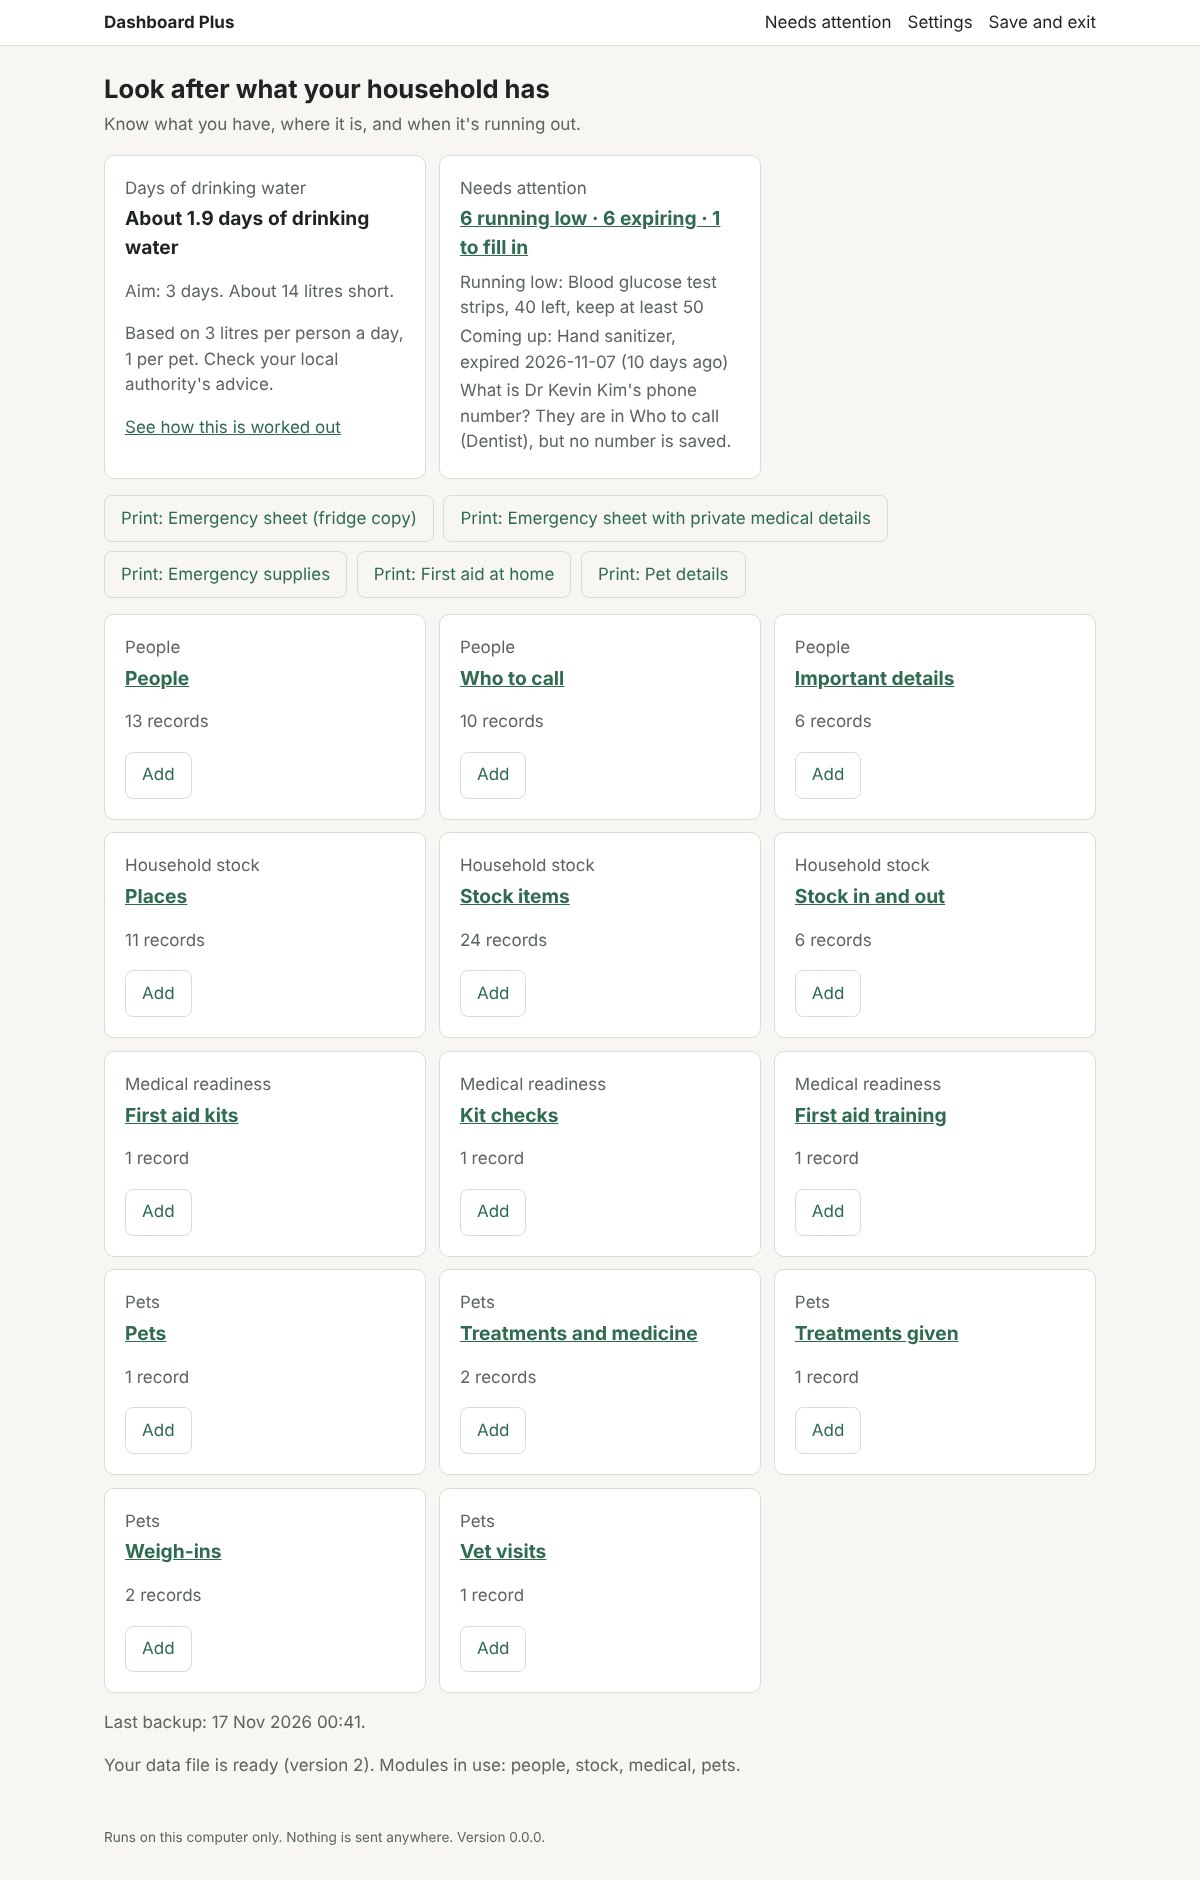 Dashboard Plus
Needs attention Settings Save and exit
Look after what your household has
Know what you have, where it is, and when it's running out.
Days of drinking water
About 1.9 days of drinking
water
Aim: 3 days. About 14 litres short.
Based on 3 litres per person a day,
1 per pet. Check your local
authority's advice.
See how this is worked out
Needs attention
6 running low · 6 expiring · 1
to fill in
Running low: Blood glucose test
strips, 40 left, keep at least 50
Coming up: Hand sanitizer,
expired 2026-11-07 (10 days ago)
What is Dr Kevin Kim's phone
number? They are in Who to call
(Dentist), but no number is saved.
Print: Emergency sheet (fridge copy)
Print: Emergency sheet with private medical details
Print: Emergency supplies
Print: First aid at home
Print: Pet details
People
People
13 records
Add
People
Who to call
10 records
Add
People
Important details
6 records
Add
Household stock
Places
11 records
Add
Household stock
Stock items
24 records
Add
Household stock
Stock in and out
6 records
Add
Medical readiness
First aid kits
1 record
Add
Medical readiness
Kit checks
1 record
Add
Medical readiness
First aid training
1 record
Add
Pets
Pets
1 record
Add
Pets
Treatments and medicine
2 records
Add
Pets
Treatments given
1 record
Add
Pets
Weigh-ins
2 records
Add
Pets
Vet visits
1 record
Add
Last backup: 17 Nov 2026 00:41.
Your data file is ready (version 2). Modules in use: people, stock, medical, pets.
Runs on this computer only. Nothing is sent anywhere. Version 0.0.0.